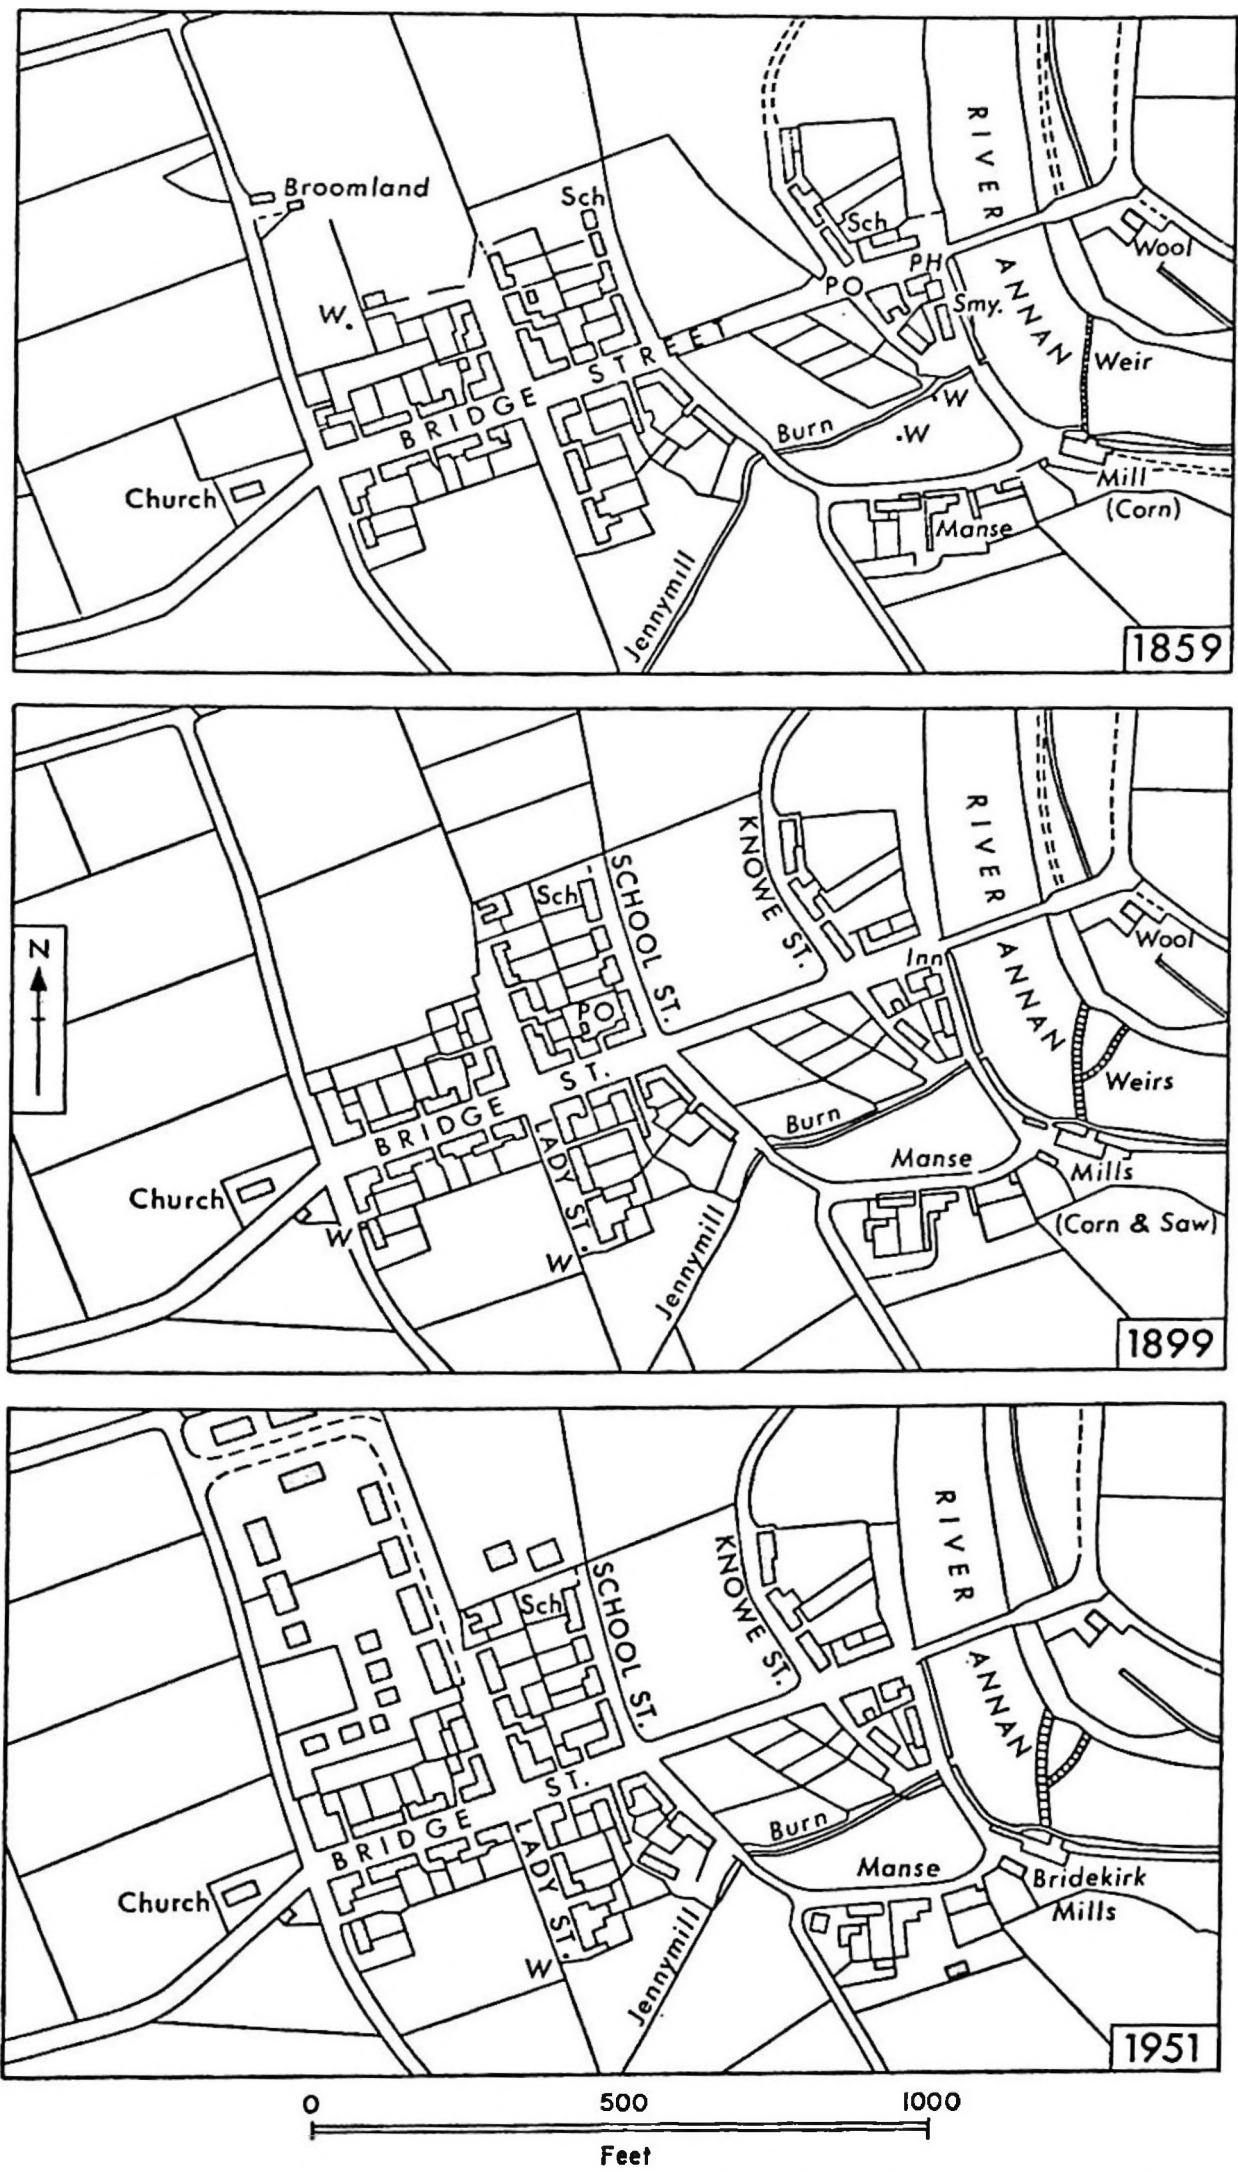 Broomland
Sch
RIVER
Sch
Wool
PH
PO
W.
ANNAN
Smy.
BRIDGE STREET
Weir
W
Burn
W
Church
Mill
(Corn)
Manse
Jennymill
1859
RIVER
KNOWE ST.
SCHOOL ST.
Sch
Wool
N
Inn
ANNAN
PO
Weirs
BRIDGE ST.
Burn
LADY ST.
Manse
Mills
Church
(Corn & Saw)
W
W
Jennymill
1899
RIVER
KNOWE ST.
SCHOOL ST.
Sch
ANNAN
BRIDGE ST.
Burn
LADY ST.
Manse
Bridekirk
Mills
Church
W
Jennymill
1951
0 500 1000
Feet